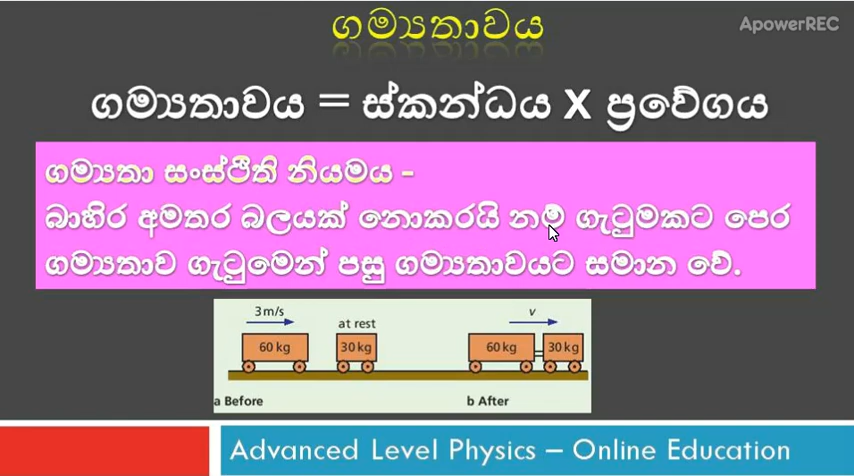 ගම්‍යතාවය
ApowerREC
ගම්‍යතාවය = ස්කන්ධය X ප්‍රවේගය
ගම්‍යතා සංස්ථිති නියමය -
බාහිර අමතර බලයක් නොකරයි නම් ගැටුමකට පෙර
ගම්‍යතාව ගැටුමෙන් පසු ගම්‍යතාවයට සමාන වේ.
3 m/s
at rest
v
60 kg
30 kg
60 kg
30 kg
a Before
b After
Advanced Level Physics – Online Education